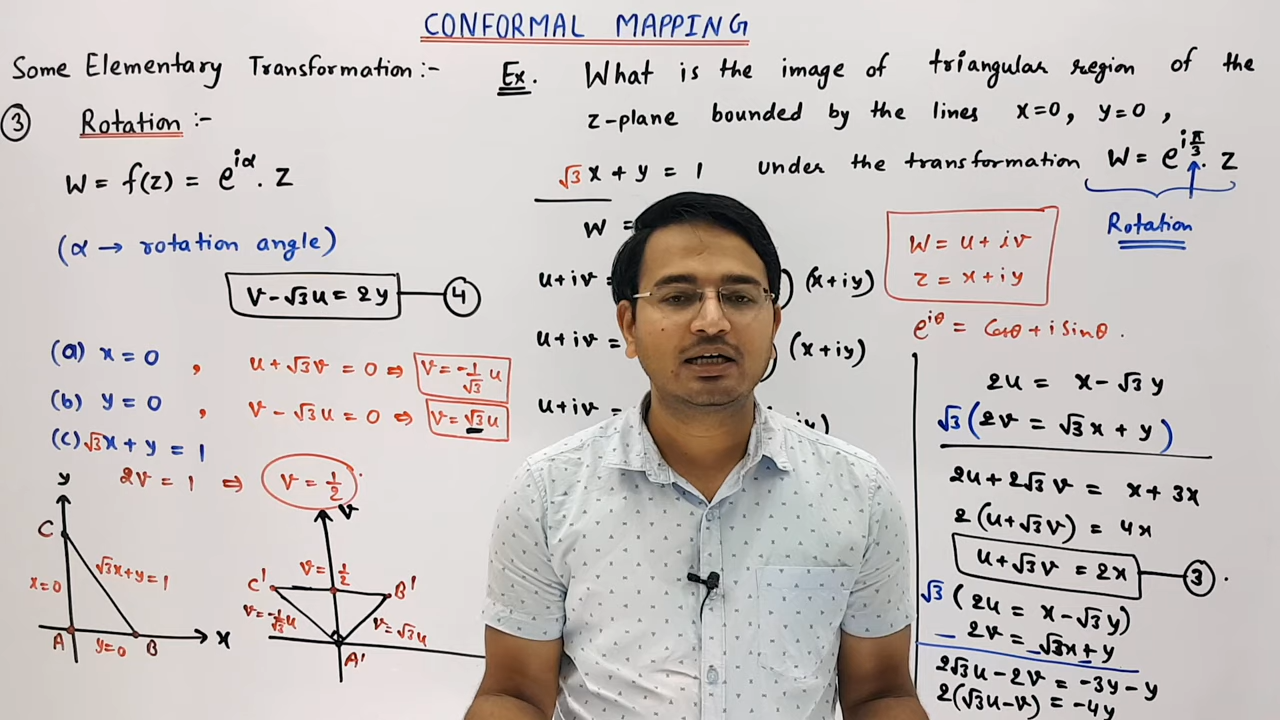 CONFORMAL MAPPING
Some Elementary Transformation:-
③ Rotation :-
W = f(z) = e^{iα} . z
(α → rotation angle)
V-√3u = 2y — ④
(a) x = 0 , u + √3v = 0 ⇒ V = -1/√3 u
(b) y = 0 , V - √3u = 0 ⇒ V = √3u
(c) √3x + y = 1
2v = 1 ⇒ V = 1/2
y
C
x=0
√3x+y=1
A
y=0
B
x
V
C'
V= 1/2
B'
V=-1/√3 u
V=√3u
A'
Ex. What is the image of triangular region of the
z-plane bounded by the lines x=0, y=0 ,
√3x + y = 1 under the transformation W = e^{iπ/3} . z
Rotation
W =
u+iv = ) (x+iy)
u+iv = ) (x+iy)
u+iv = iy)
W = u + iv
z = x + iy
e^{iθ} = Cosθ + i Sinθ .
2u = x-√3y
√3(2v = √3x + y)
2u + 2√3v = x + 3x
2(u+√3v) = 4x
u + √3v = 2x — ③ .
√3(2u = x-√3y)
- 2v = - √3x + y
2√3u - 2v = -3y - y
2(√3u-v) = -4y